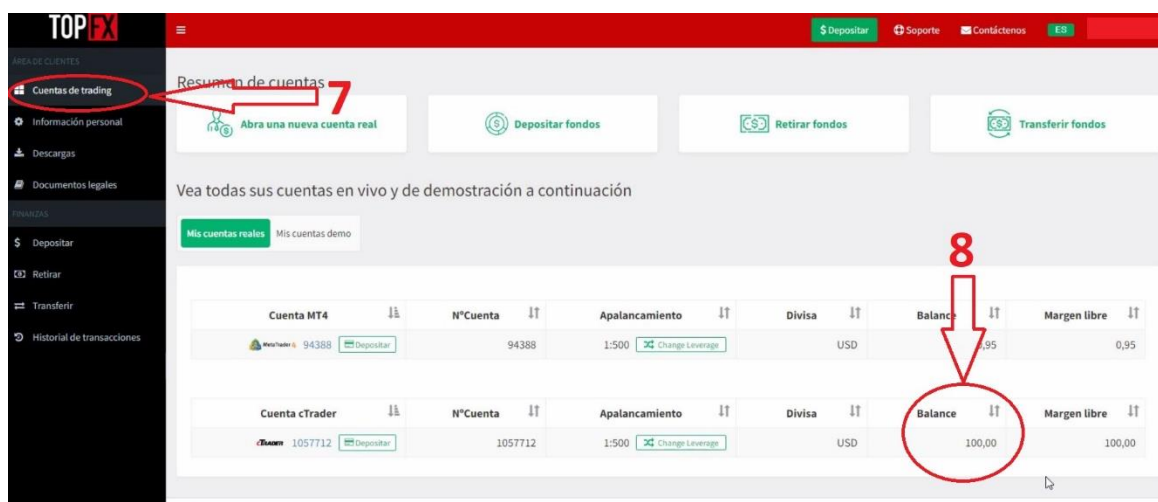 TOPFX
$ Depositar Soporte Contáctenos ES
ÁREA DE CLIENTES
Cuentas de trading
Información personal
Descargas
Documentos legales
FINANZAS
$ Depositar
Retirar
Transferir
Historial de transacciones
Resumen de cuentas
7
Abra una nueva cuenta real Depositar fondos Retirar fondos Transferir fondos
Vea todas sus cuentas en vivo y de demostración a continuación
Mis cuentas reales Mis cuentas demo
8
Cuenta MT4 NºCuenta Apalancamiento Divisa Balance Margen libre
MetaTrader 4 94388 Depositar 94388 1:500 Change Leverage USD ,95 0,95
Cuenta cTrader NºCuenta Apalancamiento Divisa Balance Margen libre
cTRADER 1057712 Depositar 1057712 1:500 Change Leverage USD 100,00 100,00